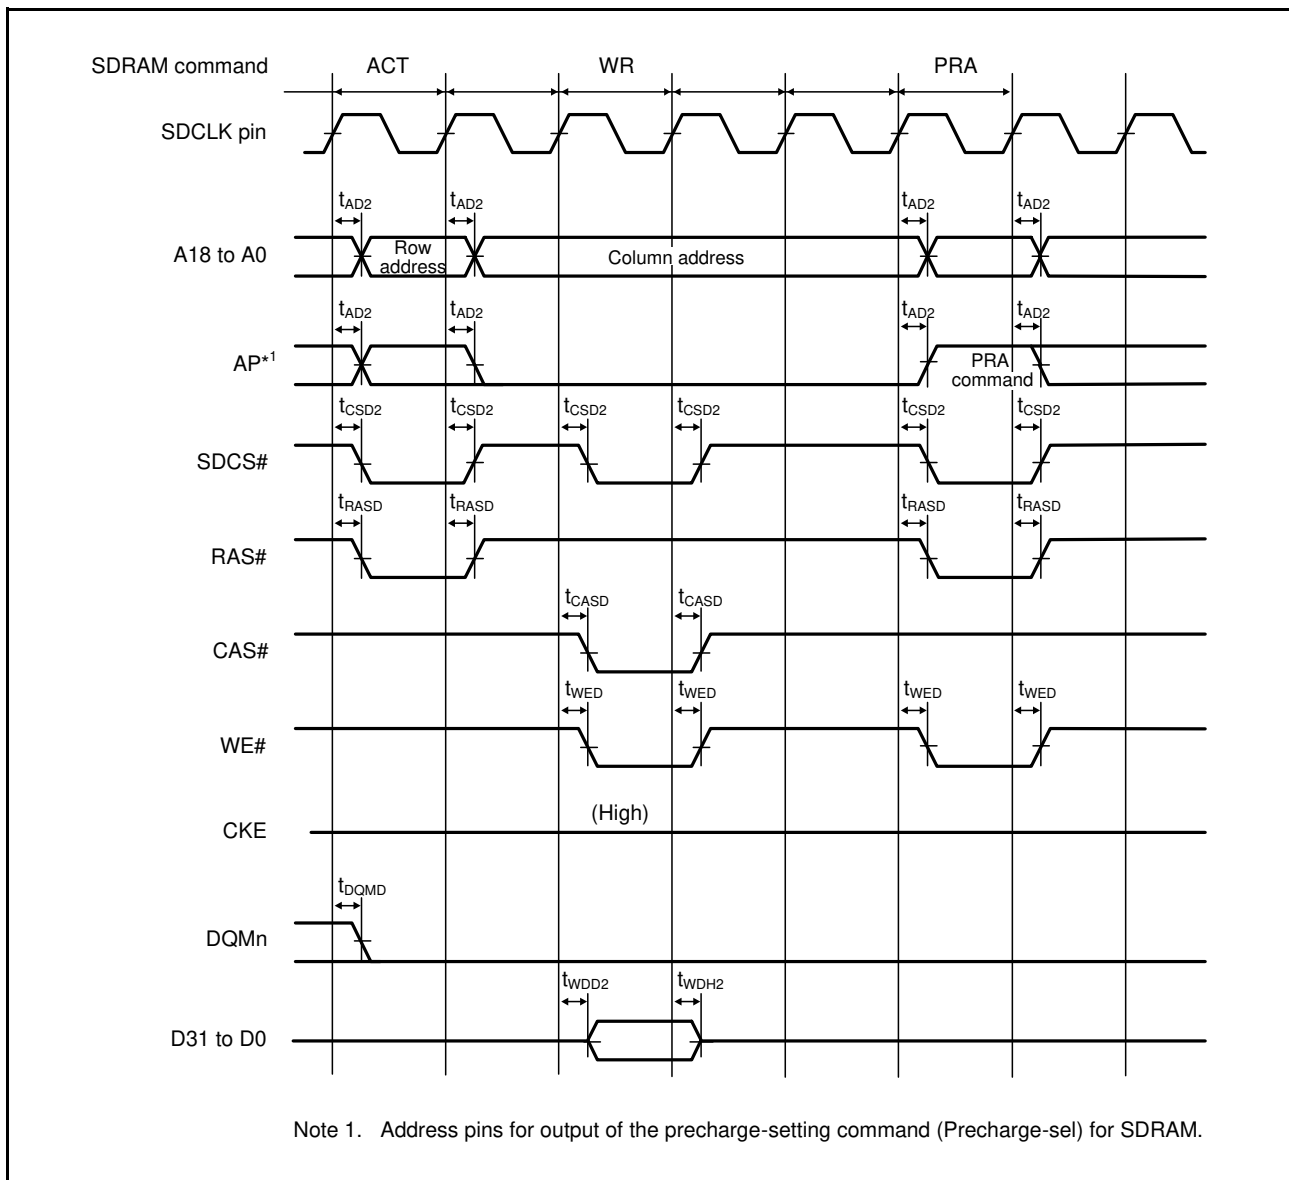 SDRAM command ACT WR PRA
SDCLK pin
tAD2 tAD2 tAD2 tAD2
A18 to A0 Row address Column address
tAD2 tAD2 tAD2 tAD2
AP*1 PRA command
tCSD2 tCSD2 tCSD2 tCSD2 tCSD2 tCSD2
SDCS#
tRASD tRASD tRASD tRASD
RAS#
tCASD tCASD
CAS#
tWED tWED tWED tWED
WE#
(High)
CKE
tDQMD
DQMn
tWDD2 tWDH2
D31 to D0
Note 1. Address pins for output of the precharge-setting command (Precharge-sel) for SDRAM.